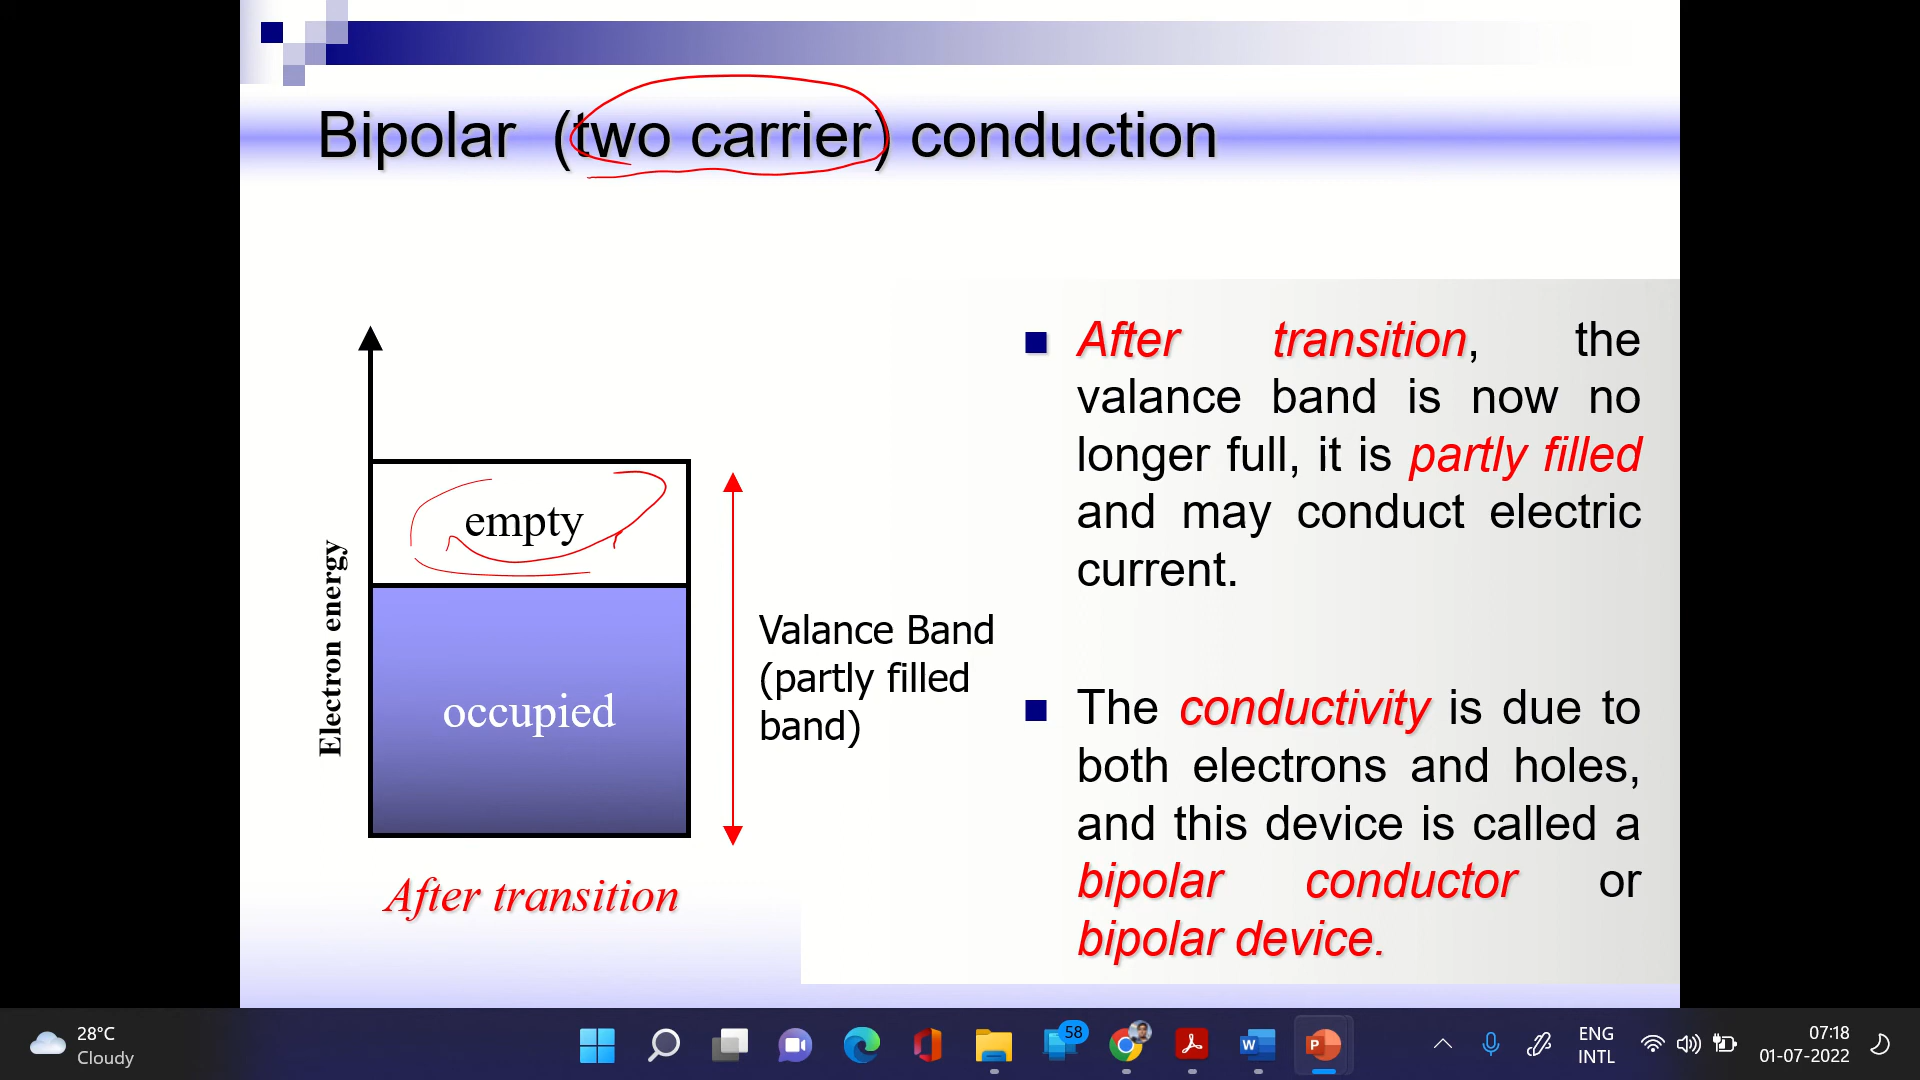 Bipolar (two carrier) conduction
Electron energy
empty
occupied
Valance Band
(partly filled
band)
After transition
After transition, the
valance band is now no
longer full, it is partly filled
and may conduct electric
current.
The conductivity is due to
both electrons and holes,
and this device is called a
bipolar conductor or
bipolar device.
28°C
Cloudy
58
W
P
ENG
INTL
07:18
01-07-2022